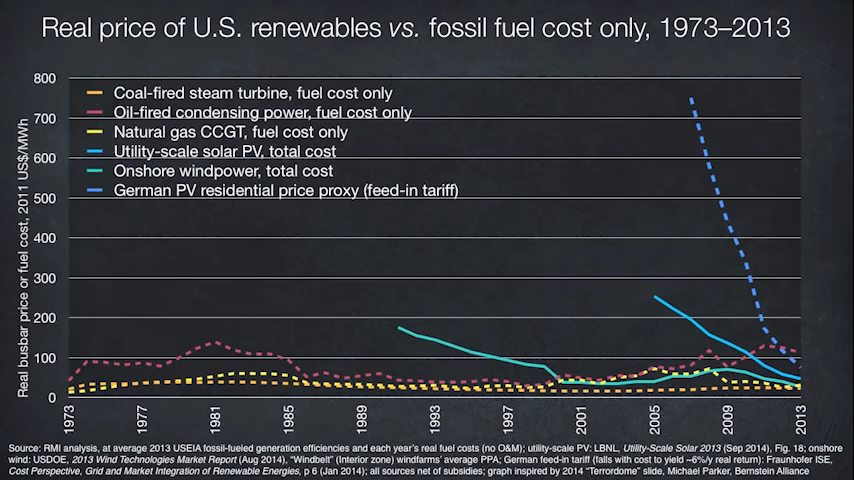 Real price of U.S. renewables vs. fossil fuel cost only, 1973–2013
Real busbar price or fuel cost, 2011 US$/MWh
800
700
600
500
400
300
200
100
0
Coal-fired steam turbine, fuel cost only
Oil-fired condensing power, fuel cost only
Natural gas CCGT, fuel cost only
Utility-scale solar PV, total cost
Onshore windpower, total cost
German PV residential price proxy (feed-in tariff)
1973
1977
1981
1985
1989
1993
1997
2001
2005
2009
2013
Source: RMI analysis, at average 2013 USEIA fossil-fueled generation efficiencies and each year's real fuel costs (no O&M); utility-scale PV: LBNL, Utility-Scale Solar 2013 (Sep 2014), Fig. 18; onshore
wind: USDOE, 2013 Wind Technologies Market Report (Aug 2014), "Windbelt" (Interior zone) windfarms' average PPA; German feed-in tariff (falls with cost to yield ~6%/y real return): Fraunhofer ISE,
Cost Perspective, Grid and Market Integration of Renewable Energies, p 6 (Jan 2014); all sources net of subsidies; graph inspired by 2014 "Terrordome" slide, Michael Parker, Bernstein Alliance